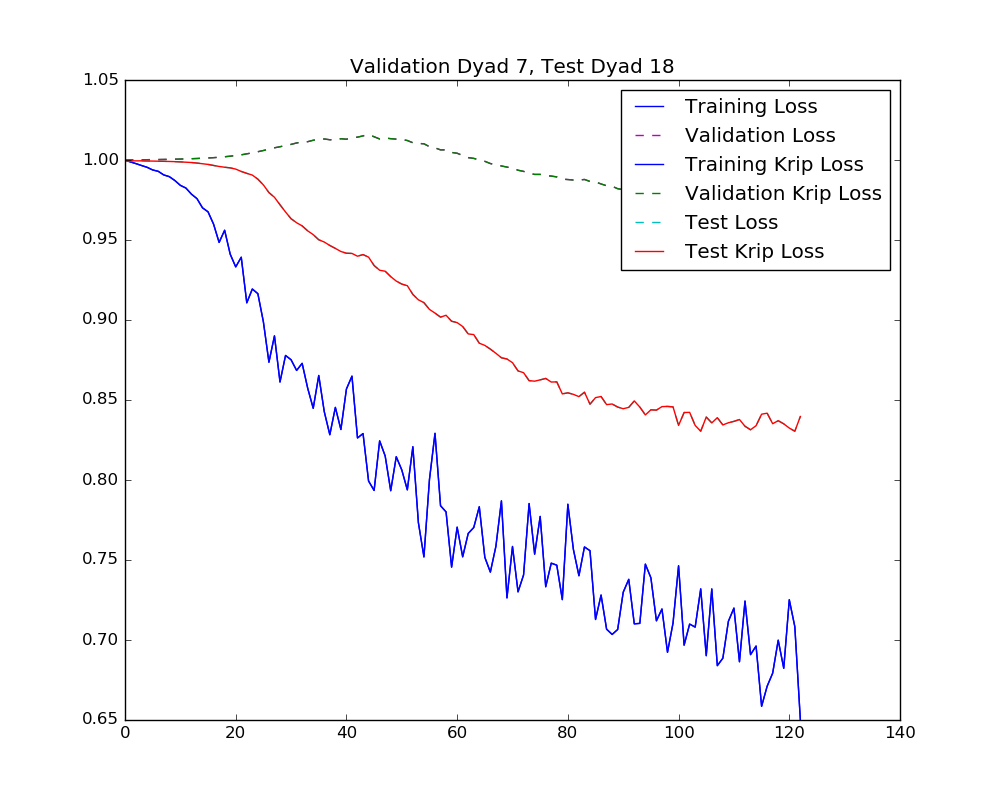 Validation Dyad 7, Test Dyad 18
1.05
1.00
0.95
0.90
0.85
0.80
0.75
0.70
0.65
Training Loss
Validation Loss
Training Krip Loss
Validation Krip Loss
Test Loss
Test Krip Loss
0 20 40 60 80 100 120 140